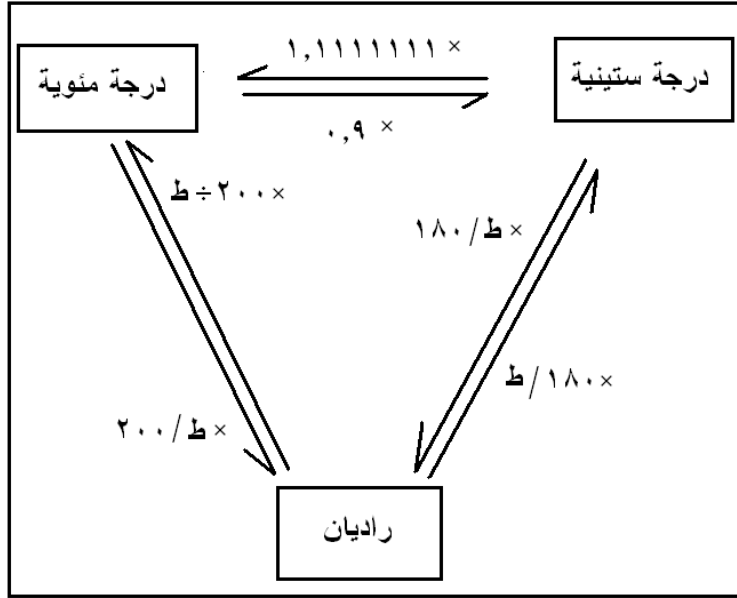 × ١,١١١١١١١
درجة ستينية
درجة مئوية
× ٠,٩
×٢٠٠÷ط
×ط/١٨٠
×١٨٠/ط
×ط/٢٠٠
راديان